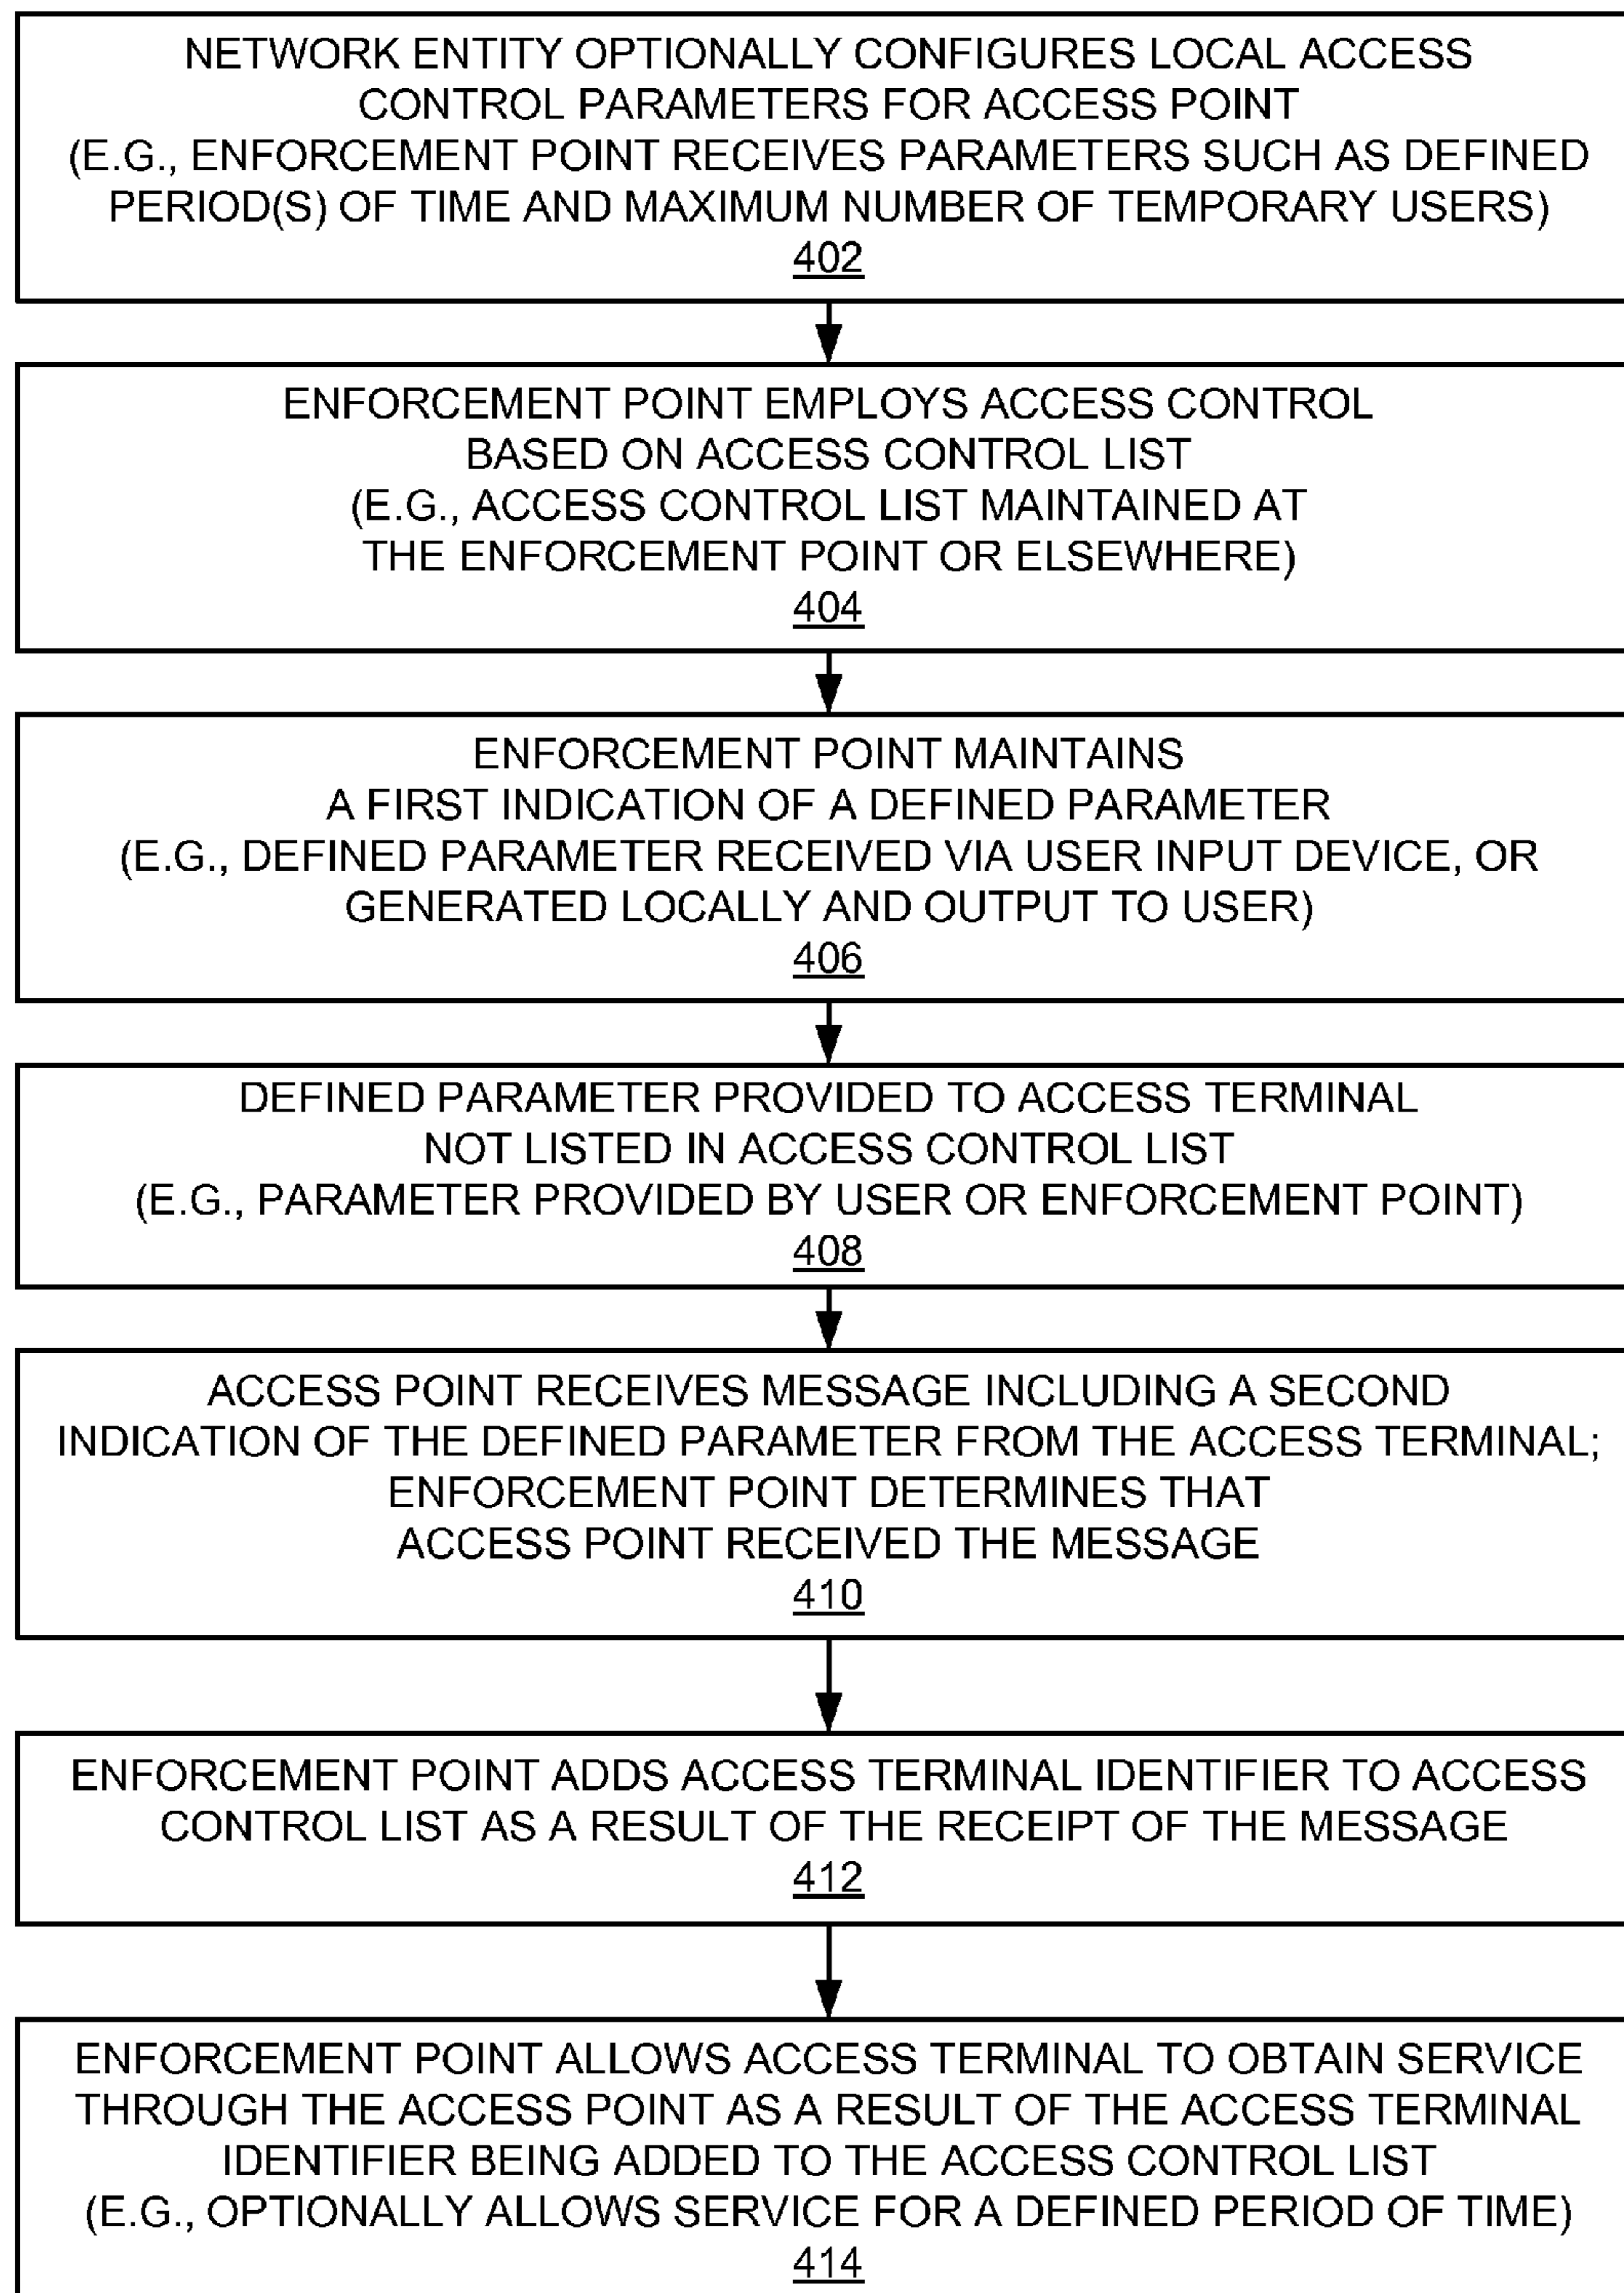 NETWORK ENTITY OPTIONALLY CONFIGURES LOCAL ACCESS
CONTROL PARAMETERS FOR ACCESS POINT
(E.G., ENFORCEMENT POINT RECEIVES PARAMETERS SUCH AS DEFINED
PERIOD(S) OF TIME AND MAXIMUM NUMBER OF TEMPORARY USERS)
402
ENFORCEMENT POINT EMPLOYS ACCESS CONTROL
BASED ON ACCESS CONTROL LIST
(E.G., ACCESS CONTROL LIST MAINTAINED AT
THE ENFORCEMENT POINT OR ELSEWHERE)
404
ENFORCEMENT POINT MAINTAINS
A FIRST INDICATION OF A DEFINED PARAMETER
(E.G., DEFINED PARAMETER RECEIVED VIA USER INPUT DEVICE, OR
GENERATED LOCALLY AND OUTPUT TO USER)
406
DEFINED PARAMETER PROVIDED TO ACCESS TERMINAL
NOT LISTED IN ACCESS CONTROL LIST
(E.G., PARAMETER PROVIDED BY USER OR ENFORCEMENT POINT)
408
ACCESS POINT RECEIVES MESSAGE INCLUDING A SECOND
INDICATION OF THE DEFINED PARAMETER FROM THE ACCESS TERMINAL;
ENFORCEMENT POINT DETERMINES THAT
ACCESS POINT RECEIVED THE MESSAGE
410
ENFORCEMENT POINT ADDS ACCESS TERMINAL IDENTIFIER TO ACCESS
CONTROL LIST AS A RESULT OF THE RECEIPT OF THE MESSAGE
412
ENFORCEMENT POINT ALLOWS ACCESS TERMINAL TO OBTAIN SERVICE
THROUGH THE ACCESS POINT AS A RESULT OF THE ACCESS TERMINAL
IDENTIFIER BEING ADDED TO THE ACCESS CONTROL LIST
(E.G., OPTIONALLY ALLOWS SERVICE FOR A DEFINED PERIOD OF TIME)
414